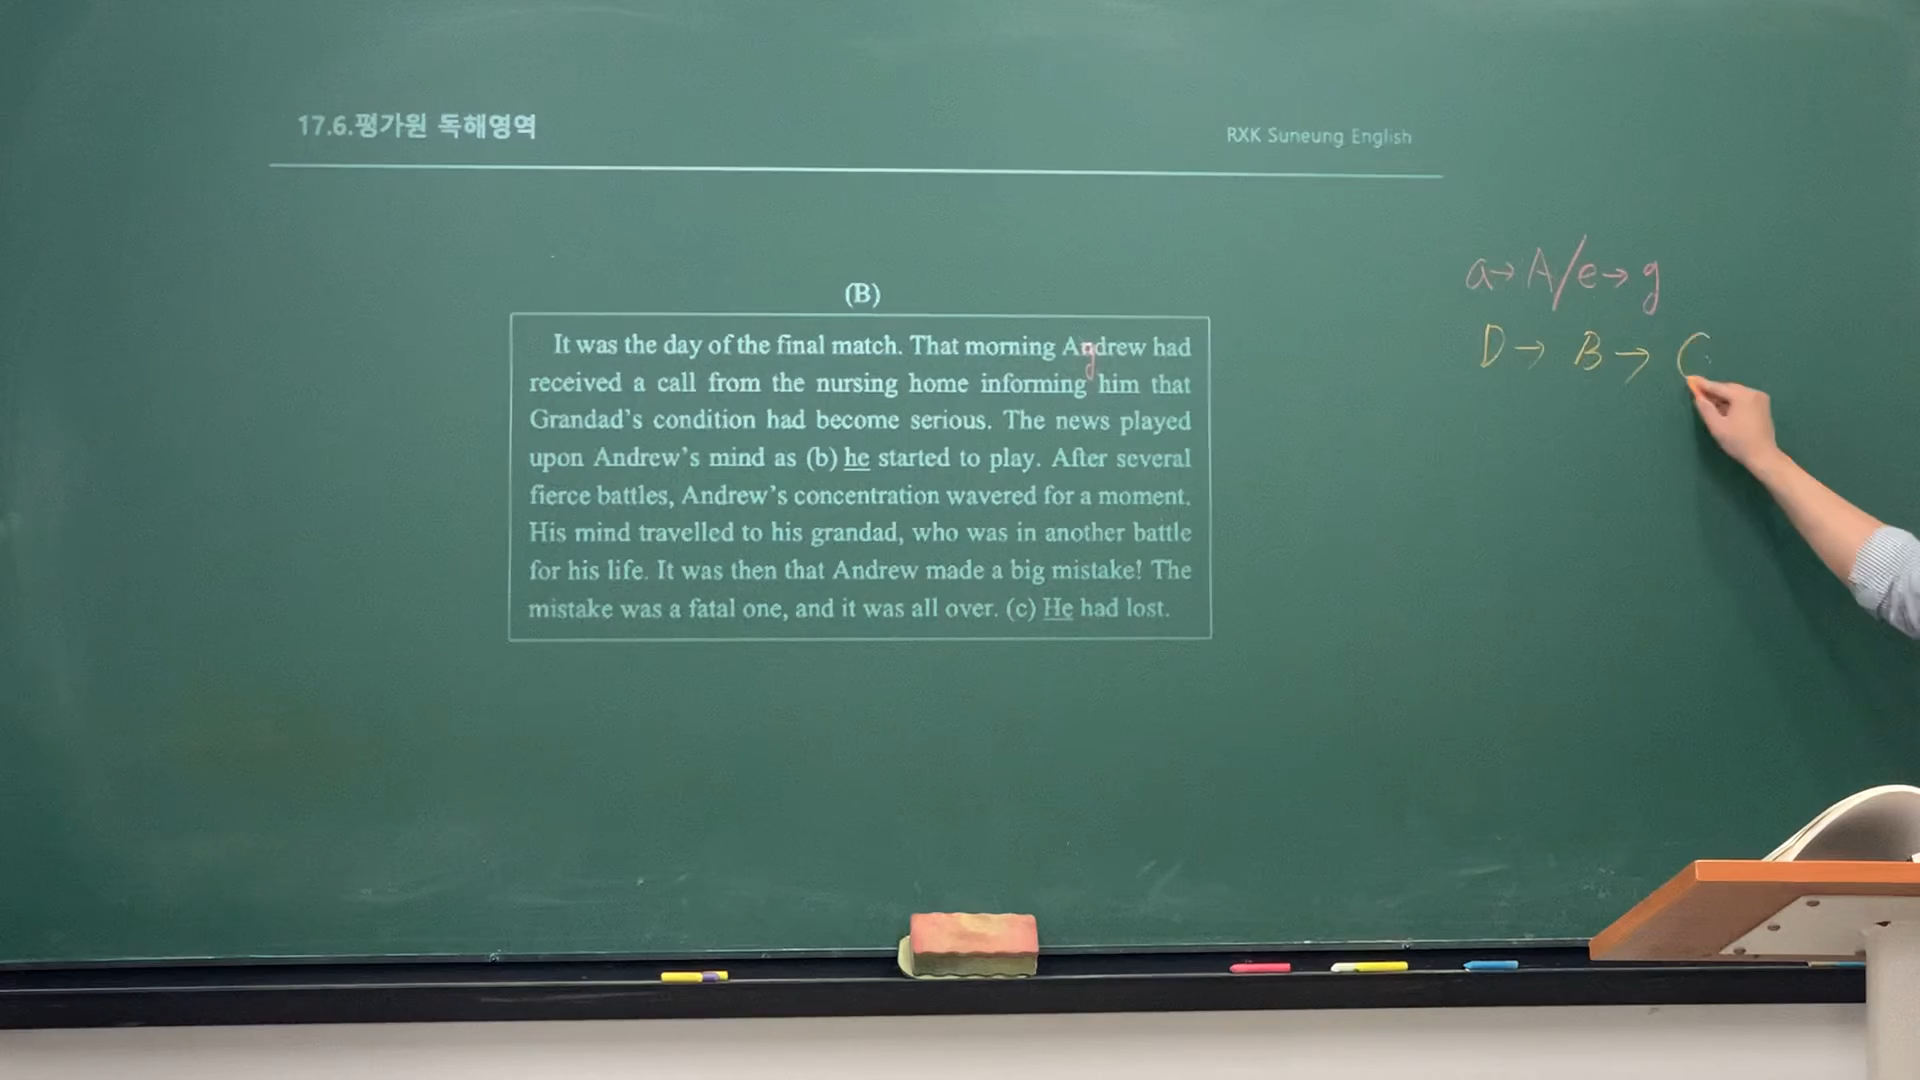 17.6.평가원 독해영역
RXK Suneung English
a→A/e→g
D→ B→ C
(B)
It was the day of the final match. That morning Andrew had
g
received a call from the nursing home informing him that
Grandad's condition had become serious. The news played
upon Andrew's mind as (b) he started to play. After several
fierce battles, Andrew's concentration wavered for a moment.
His mind travelled to his grandad, who was in another battle
for his life. It was then that Andrew made a big mistake! The
mistake was a fatal one, and it was all over. (c) He had lost.